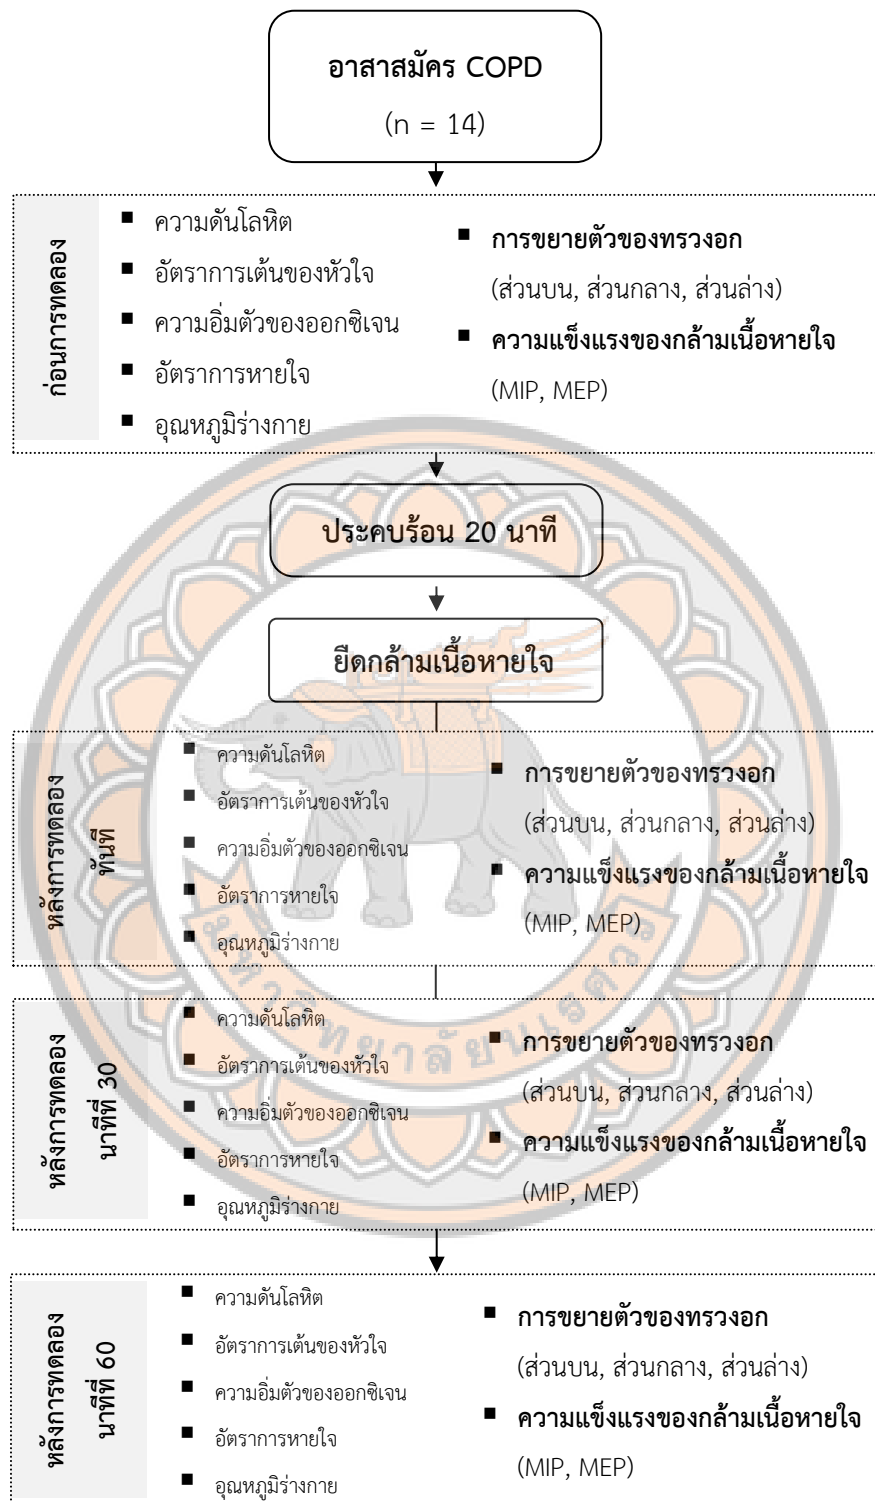 อาสาสมัคร COPD
(n = 14)
ก่อนการทดลอง
ความดันโลหิต
อัตราการเต้นของหัวใจ
ความอิ่มตัวของออกซิเจน
อัตราการหายใจ
อุณหภูมิร่างกาย
การขยายตัวของทรวงอก
(ส่วนบน, ส่วนกลาง, ส่วนล่าง)
ความแข็งแรงของกล้ามเนื้อหายใจ
(MIP, MEP)
ประคบร้อน 20 นาที
ยืดกล้ามเนื้อหายใจ
หลังการทดลอง
ทันที
ความดันโลหิต
อัตราการเต้นของหัวใจ
ความอิ่มตัวของออกซิเจน
อัตราการหายใจ
อุณหภูมิร่างกาย
การขยายตัวของทรวงอก
(ส่วนบน, ส่วนกลาง, ส่วนล่าง)
ความแข็งแรงของกล้ามเนื้อหายใจ
(MIP, MEP)
มหาวิทยาลัยนเรศวร
หลังการทดลอง
นาทีที่ 30
ความดันโลหิต
อัตราการเต้นของหัวใจ
ความอิ่มตัวของออกซิเจน
อัตราการหายใจ
อุณหภูมิร่างกาย
การขยายตัวของทรวงอก
(ส่วนบน, ส่วนกลาง, ส่วนล่าง)
ความแข็งแรงของกล้ามเนื้อหายใจ
(MIP, MEP)
หลังการทดลอง
นาทีที่ 60
ความดันโลหิต
อัตราการเต้นของหัวใจ
ความอิ่มตัวของออกซิเจน
อัตราการหายใจ
อุณหภูมิร่างกาย
การขยายตัวของทรวงอก
(ส่วนบน, ส่วนกลาง, ส่วนล่าง)
ความแข็งแรงของกล้ามเนื้อหายใจ
(MIP, MEP)